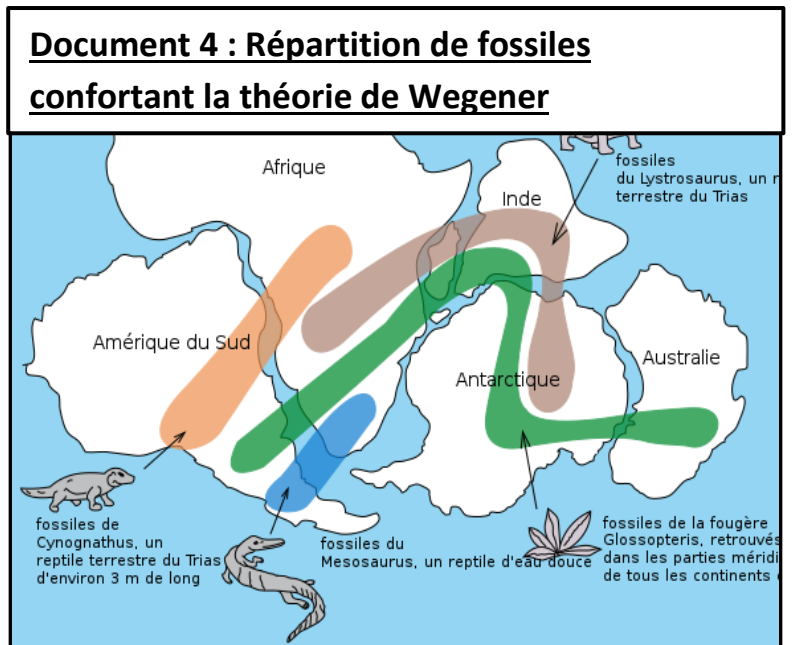 Document 4 : Répartition de fossiles
confortant la théorie de Wegener
Afrique
fossiles
du Lystrosaurus, un r
terrestre du Trias
Inde
Amérique du Sud
Australie
Antarctique
fossiles de
Cynognathus, un
reptile terrestre du Trias
d'environ 3 m de long
fossiles du
Mesosaurus, un reptile d'eau douce
fossiles de la fougère
Glossopteris, retrouvés
dans les parties méridi
de tous les continents